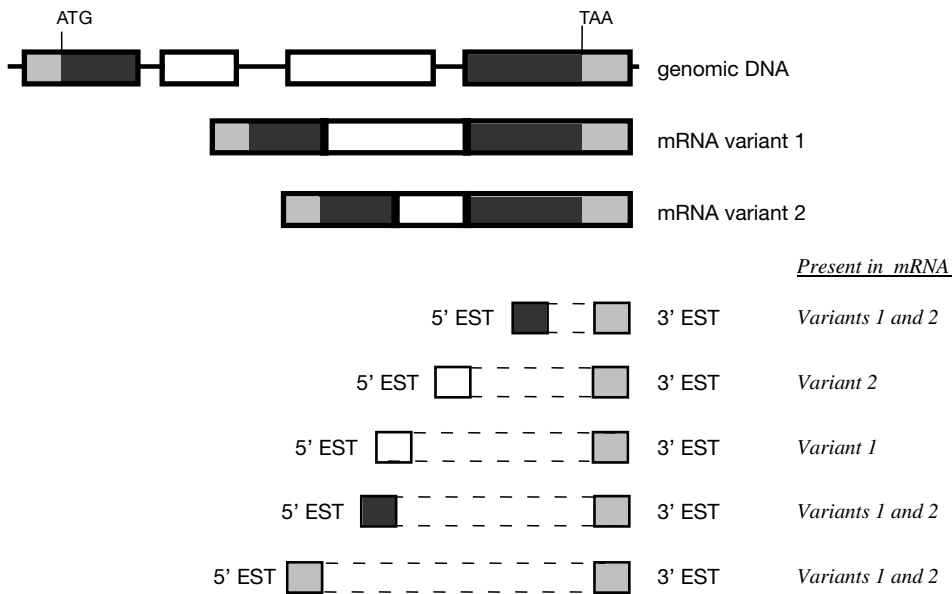 ATG TAA
genomic DNA
mRNA variant 1
mRNA variant 2
Present in mRNA
5' EST 3' EST Variants 1 and 2
5' EST 3' EST Variant 2
5' EST 3' EST Variant 1
5' EST 3' EST Variants 1 and 2
5' EST 3' EST Variants 1 and 2